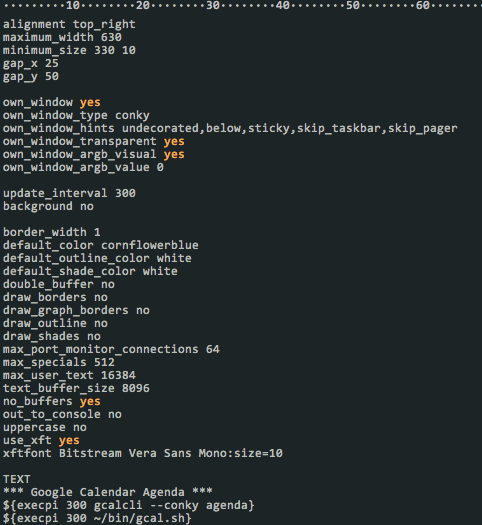 ········10········20········30········40········50········60········
alignment top_right
maximum_width 630
minimum_size 330 10
gap_x 25
gap_y 50
own_window yes
own_window_type conky
own_window_hints undecorated,below,sticky,skip_taskbar,skip_pager
own_window_transparent yes
own_window_argb_visual yes
own_window_argb_value 0
update_interval 300
background no
border_width 1
default_color cornflowerblue
default_outline_color white
default_shade_color white
double_buffer no
draw_borders no
draw_graph_borders no
draw_outline no
draw_shades no
max_port_monitor_connections 64
max_specials 512
max_user_text 16384
text_buffer_size 8096
no_buffers yes
out_to_console no
uppercase no
use_xft yes
xftfont Bitstream Vera Sans Mono:size=10
TEXT
*** Google Calendar Agenda ***
${execpi 300 gcalcli --conky agenda}
${execpi 300 ~/bin/gcal.sh}